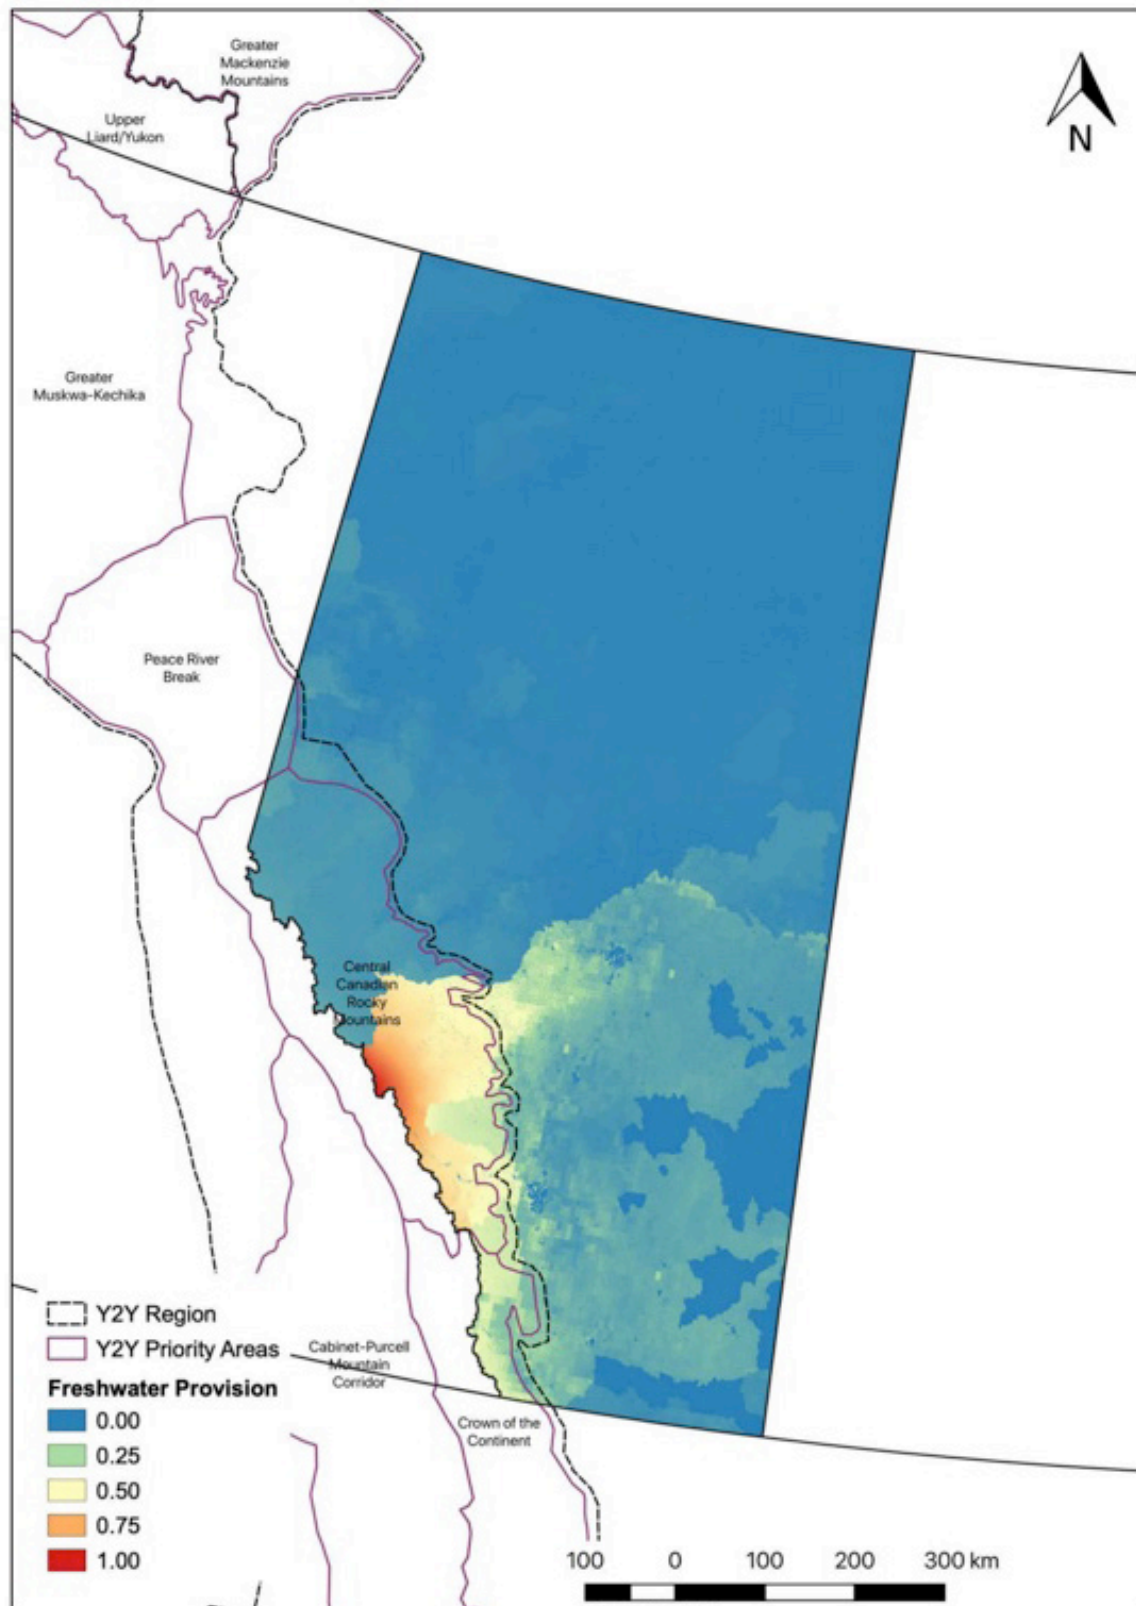 Greater
Mackenzie
Mountains
Upper
Liard/Yukon
N
Greater
Muskwa-Kechika
Peace River
Break
Central
Canadian
Rocky
Mountains
Y2Y Region
Y2Y Priority Areas
Freshwater Provision
0.00
0.25
0.50
0.75
1.00
Cabinet-Purcell
Mountain
Corridor
Crown of the
Continent
100 0 100 200 300 km